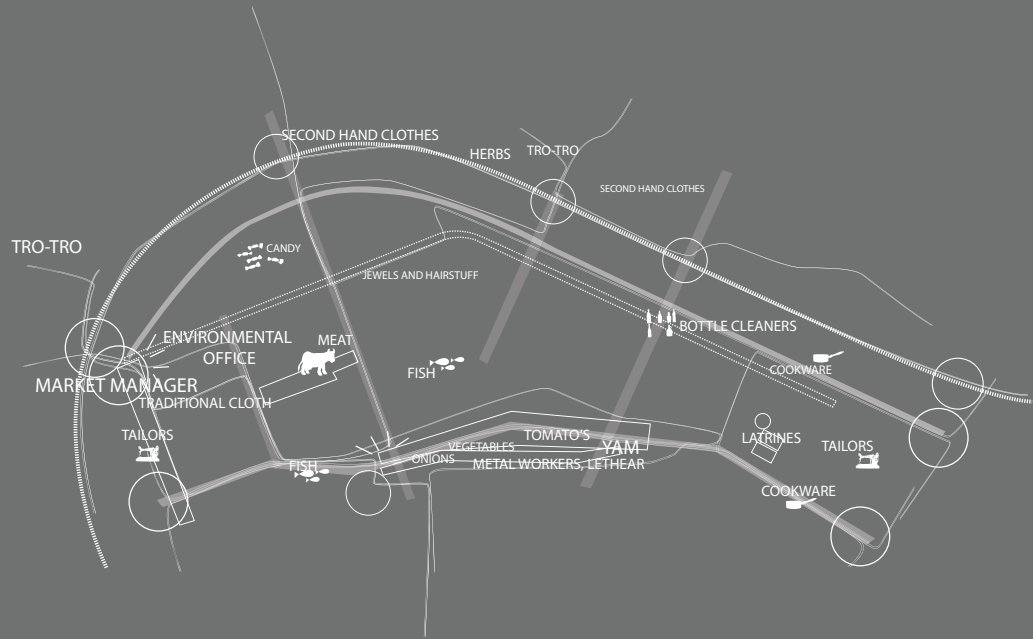 SECOND HAND CLOTHES
HERBS
TRO-TRO
SECOND HAND CLOTHES
TRO-TRO
CANDY
JEWELS AND HAIRSTUFF
BOTTLE CLEANERS
ENVIRONMENTAL
OFFICE
MEAT
FISH
COOKWARE
MARKET MANAGER
TRADITIONAL CLOTH
TAILORS
TOMATO'S
VEGETABLES
YAM
LATRINES
TAILORS
ONIONS
METAL WORKERS, LETHEAR
FISH
COOKWARE